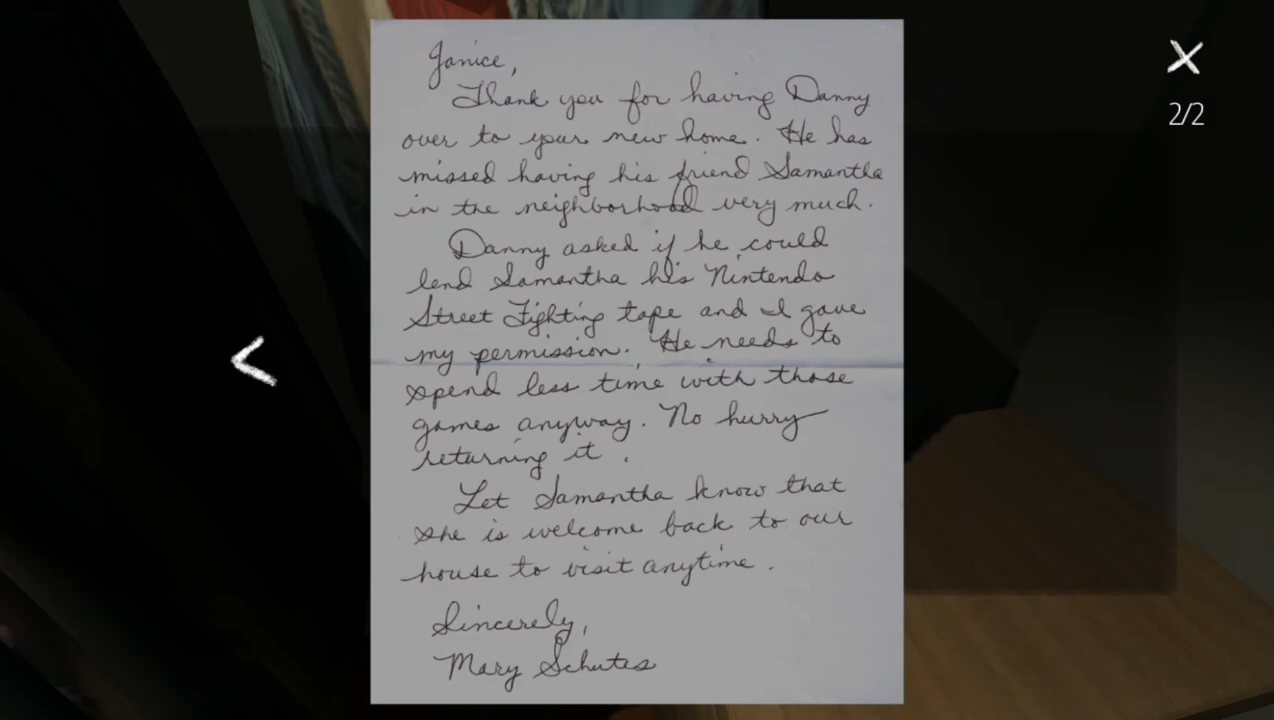 Janice,
Thank you for having Danny
over to your new home. He has
missed having his friend Samantha
in the neighborhood very much.
Danny asked if he could
lend Samantha his Nintendo
Street Fighting tape and I gave
my permission. He needs to
spend less time with those
games anyway. No hurry
returning it.
Let Samantha know that
she is welcome back to our
house to visit anytime.
Sincerely,
Mary Schutes
2/2